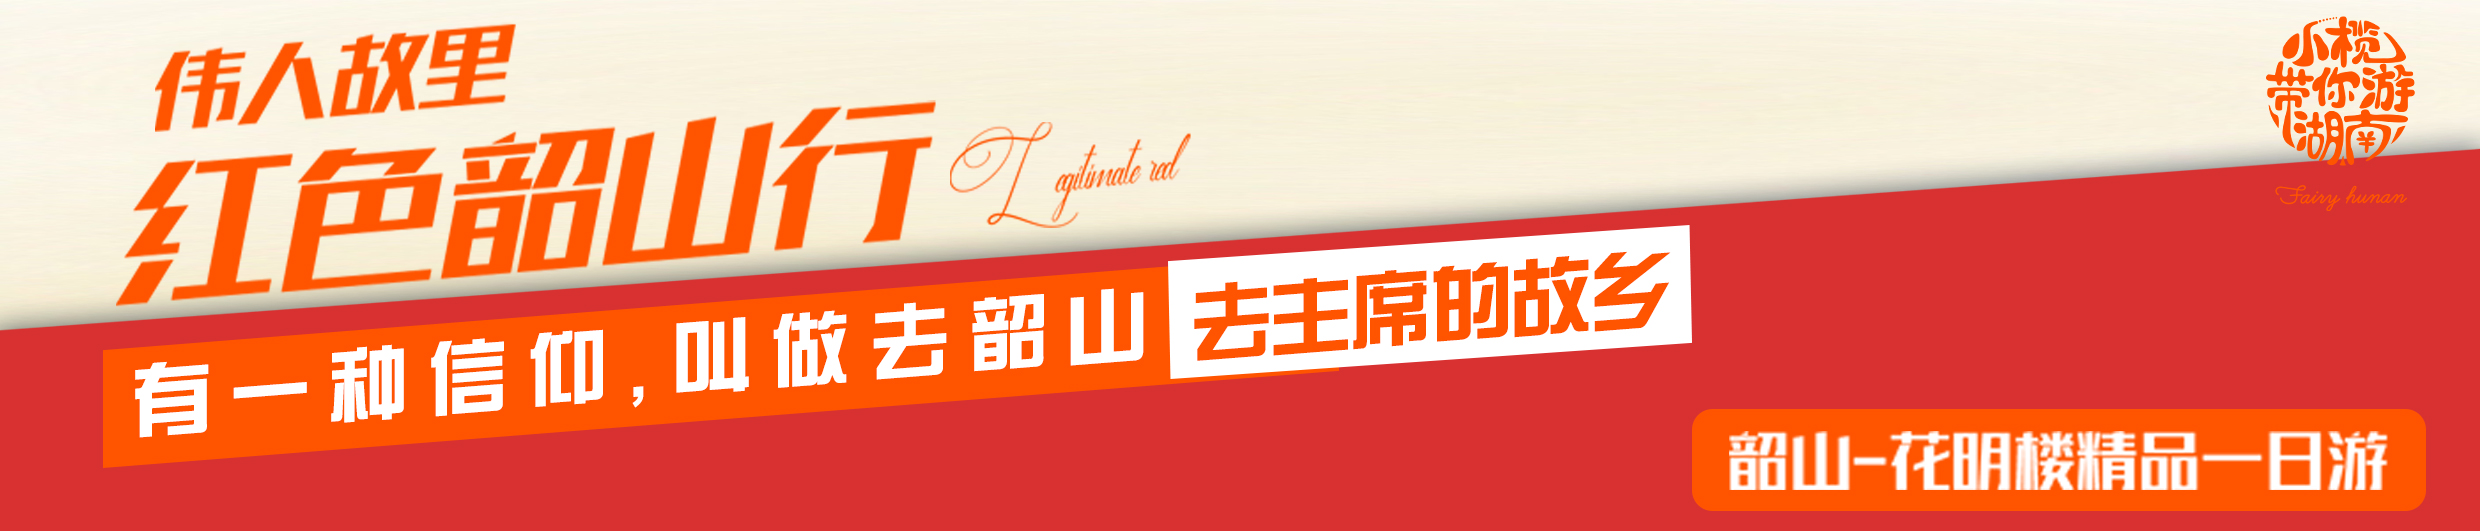 伟人故里
红色韶山行
Legitimate red
小榄
带你游
湖南
Fairy hunan
有一种信仰,叫做去韶山
去主席的故乡
韶山-花明楼精品一日游